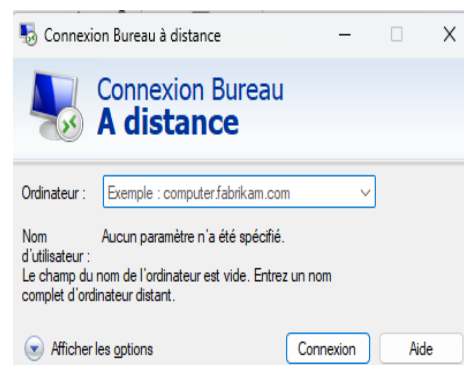 Connexion Bureau à distance
Connexion Bureau
A distance
Ordinateur :
Exemple : computer.fabrikam.com
Nom
d'utilisateur :
Aucun paramètre n'a été spécifié.
Le champ du nom de l'ordinateur est vide. Entrez un nom
complet d'ordinateur distant.
Afficher les options
Connexion
Aide